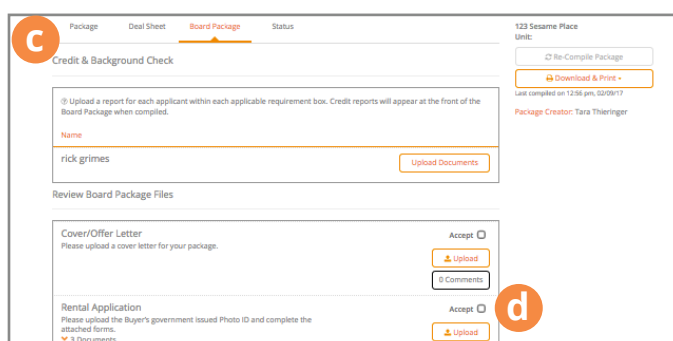 Package Deal Sheet Board Package Status
123 Sesame Place
Unit:
c
Re-Compile Package
Credit & Background Check
Download & Print
Last compiled on 12:56 pm, 02/09/17
Upload a report for each applicant within each applicable requirement box. Credit reports will appear at the front of the
Board Package when compiled.
Package Creator: Tara Thieringer
Name
rick grimes
Upload Documents
Review Board Package Files
Cover/Offer Letter
Accept
Please upload a cover letter for your package.
Upload
0 Comments
Rental Application
Accept
d
Please upload the Buyer's government issued Photo ID and complete the
attached forms.
Upload
3 Documents